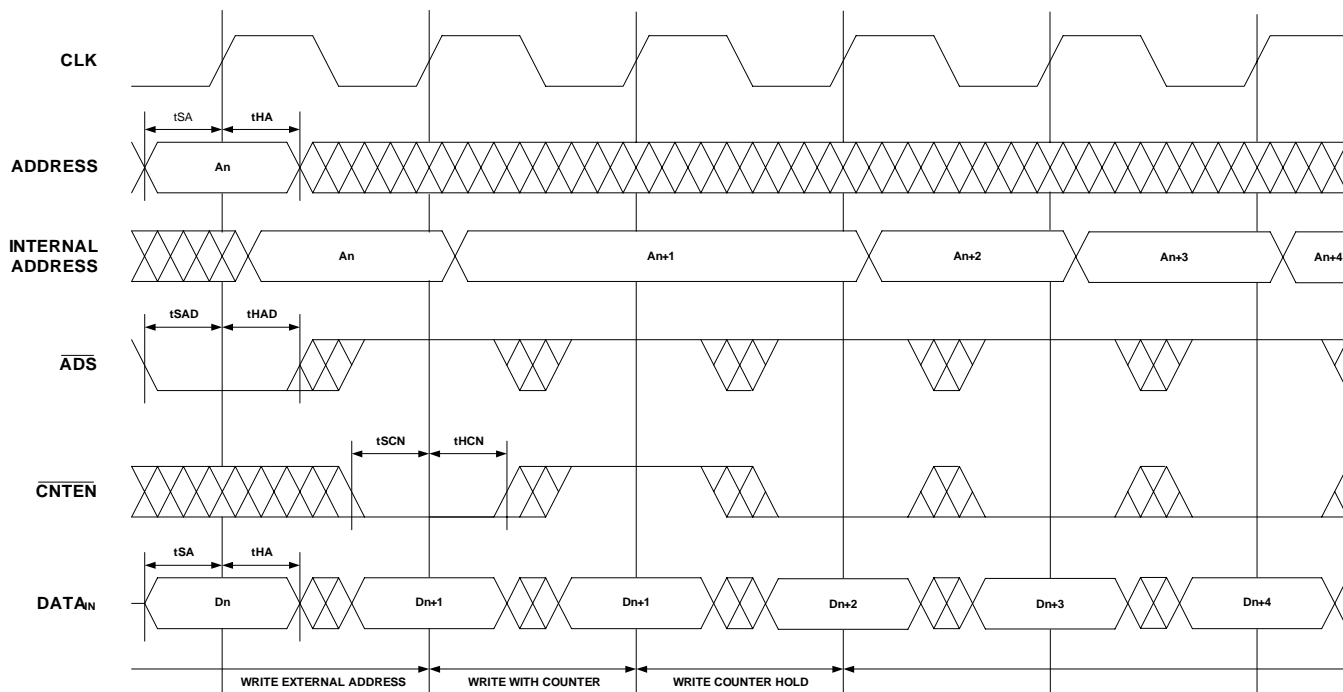 CLK
tSA tHA
ADDRESS An
INTERNAL
ADDRESS
An An+1 An+2 An+3 An+4
tSAD tHAD
ADS
tSCN tHCN
CNTEN
tSA tHA
DATAIN Dn Dn+1 Dn+1 Dn+2 Dn+3 Dn+4
WRITE EXTERNAL ADDRESS WRITE WITH COUNTER WRITE COUNTER HOLD